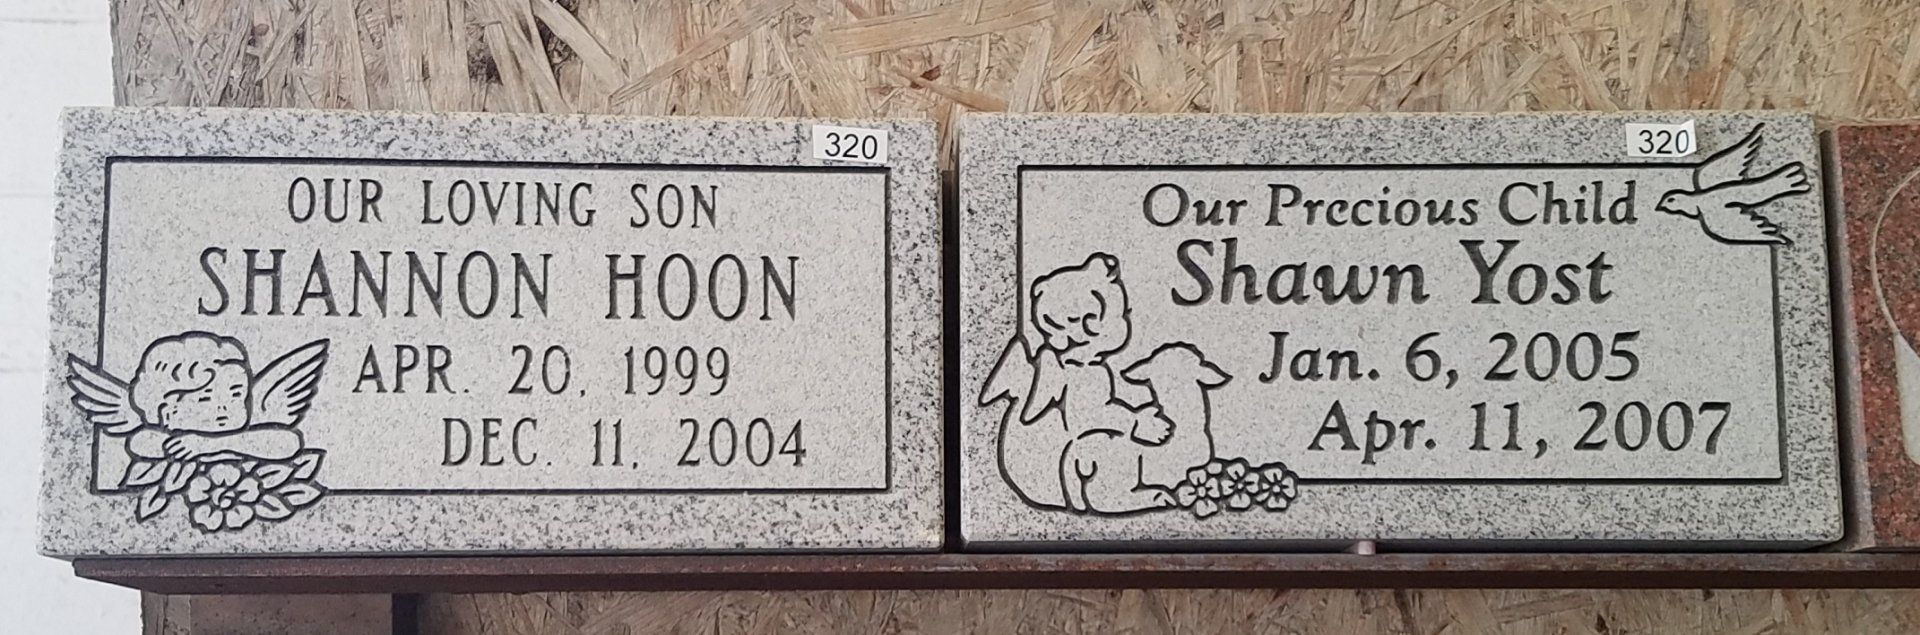 320
OUR LOVING SON
SHANNON HOON
APR. 20, 1999
DEC. 11, 2004
320
Our Precious Child
Shawn Yost
Jan. 6, 2005
Apr. 11, 2007